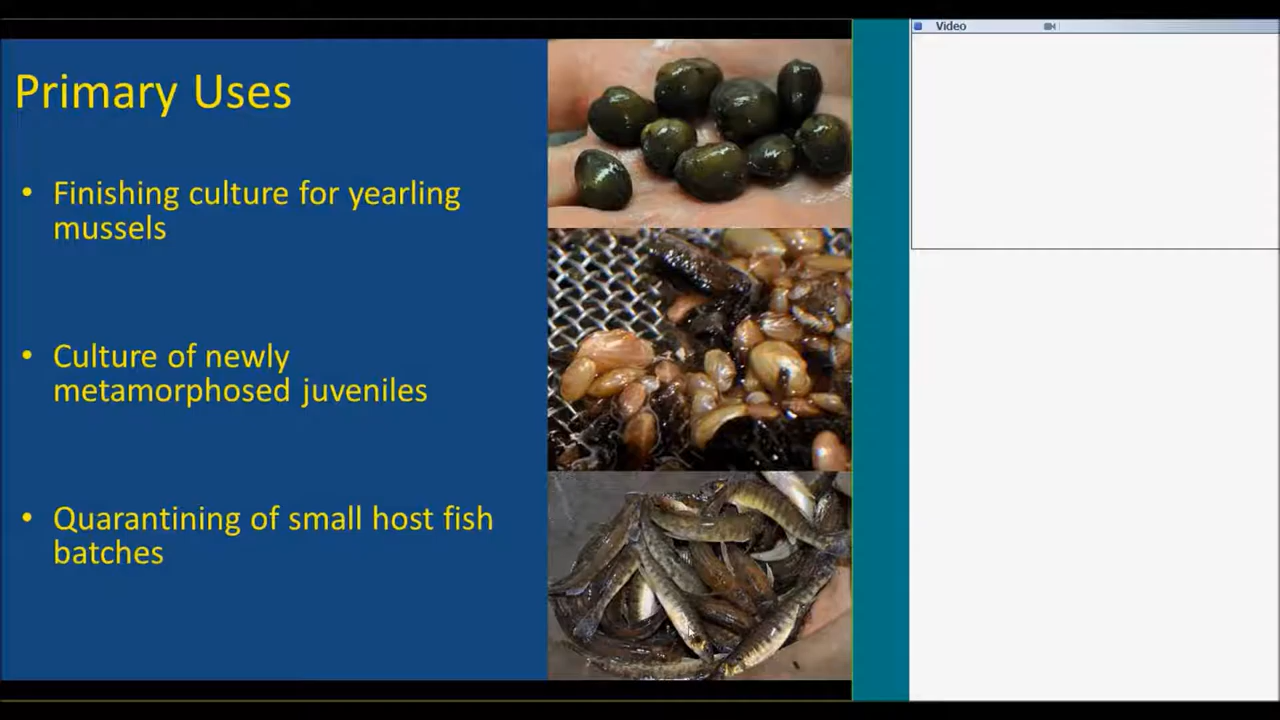 Video
Primary Uses
• Finishing culture for yearling
mussels
• Culture of newly
metamorphosed juveniles
• Quarantining of small host fish
batches